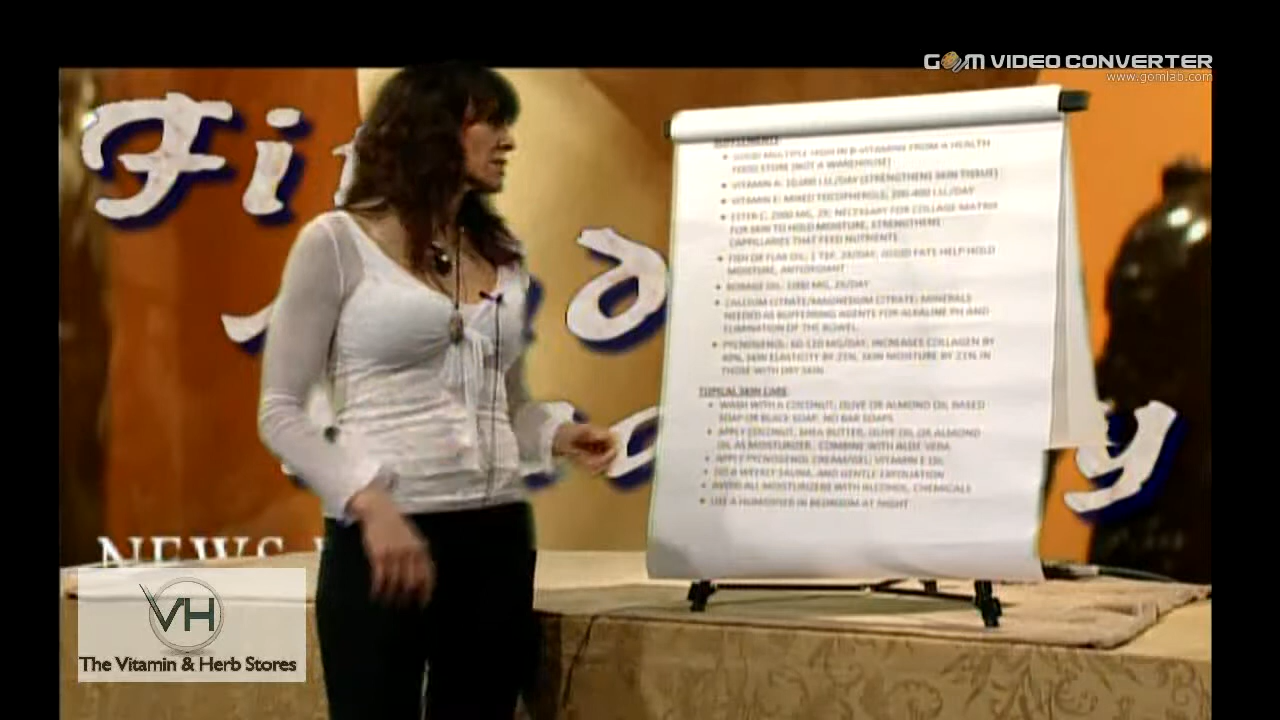 GOM VIDEO CONVERTER
www.gomlab.com
Fi
NEWS
SUPPLEMENTS
• GOOD MULTIPLE HIGH IN B-VITAMINS FROM A HEALTH
FOOD STORE (NOT A WAREHOUSE)
• VITAMIN A: 10,000 I.U./DAY (STRENGTHENS SKIN TISSUE)
• VITAMIN E: MIXED TOCOPHEROLS, 200-400 I.U./DAY
• ESTER C, 2000 MG, 2X; NECESSARY FOR COLLAGE MATRIX
FOR SKIN TO HOLD MOISTURE, STRENGTHENS
CAPPILLARIES THAT FEED NUTRIENTS
• FISH OR FLAX OIL: 1 TSP, 2X/DAY, GOOD FATS HELP HOLD
MOISTURE, ANTIOXIDANT
• BORAGE OIL: 1000 MG, 2X/DAY
• CALCIUM CITRATE/MAGNESIUM CITRATE: MINERALS
NEEDED AS BUFFERING AGENTS FOR ALKALINE PH AND
ELIMINATION OF THE BOWEL.
• PYCNOGENOL: 60-120 MG/DAY; INCREASES COLLAGEN BY
40%, SKIN ELASTICITY BY 25%, SKIN MOISTURE BY 21% IN
THOSE WITH DRY SKIN
TOPICAL SKIN CARE
• WASH WITH A COCONUT, OLIVE OR ALMOND OIL BASED
SOAP OR BLACK SOAP. NO BAR SOAPS
• APPLY COCONUT, SHEA BUTTER, OLIVE OIL OR ALMOND
OIL AS MOISTURIZER. COMBINE WITH ALOE VERA
• APPLY PYCNOGENOL CREAM/GEL; VITAMIN E OIL
• DO A WEEKLY SAUNA, AND GENTLE EXFOLIATION
• AVOID ALL MOISTURIZERS WITH ALCOHOL, CHEMICALS
• USE A HUMIDIFIER IN BEDROOM AT NIGHT
VH
The Vitamin & Herb Stores